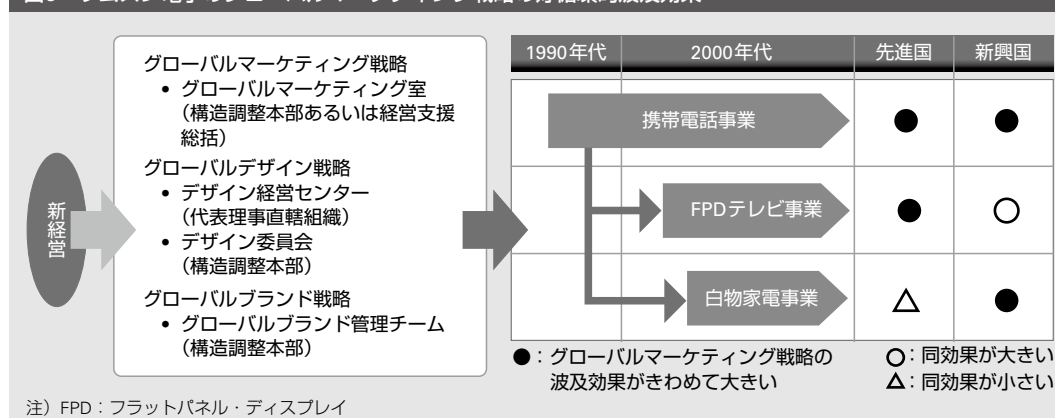 新経営
グローバルマーケティング戦略
• グローバルマーケティング室
(構造調整本部あるいは経営支援
総括)
グローバルデザイン戦略
• デザイン経営センター
(代表理事直轄組織)
• デザイン委員会
(構造調整本部)
グローバルブランド戦略
• グローバルブランド管理チーム
(構造調整本部)
1990年代 2000年代 先進国 新興国
携帯電話事業 ● ●
FPDテレビ事業 ● ○
白物家電事業 △ ●
●:グローバルマーケティング戦略の
波及効果がきわめて大きい
○:同効果が大きい
△:同効果が小さい
注)FPD:フラットパネル・ディスプレイ